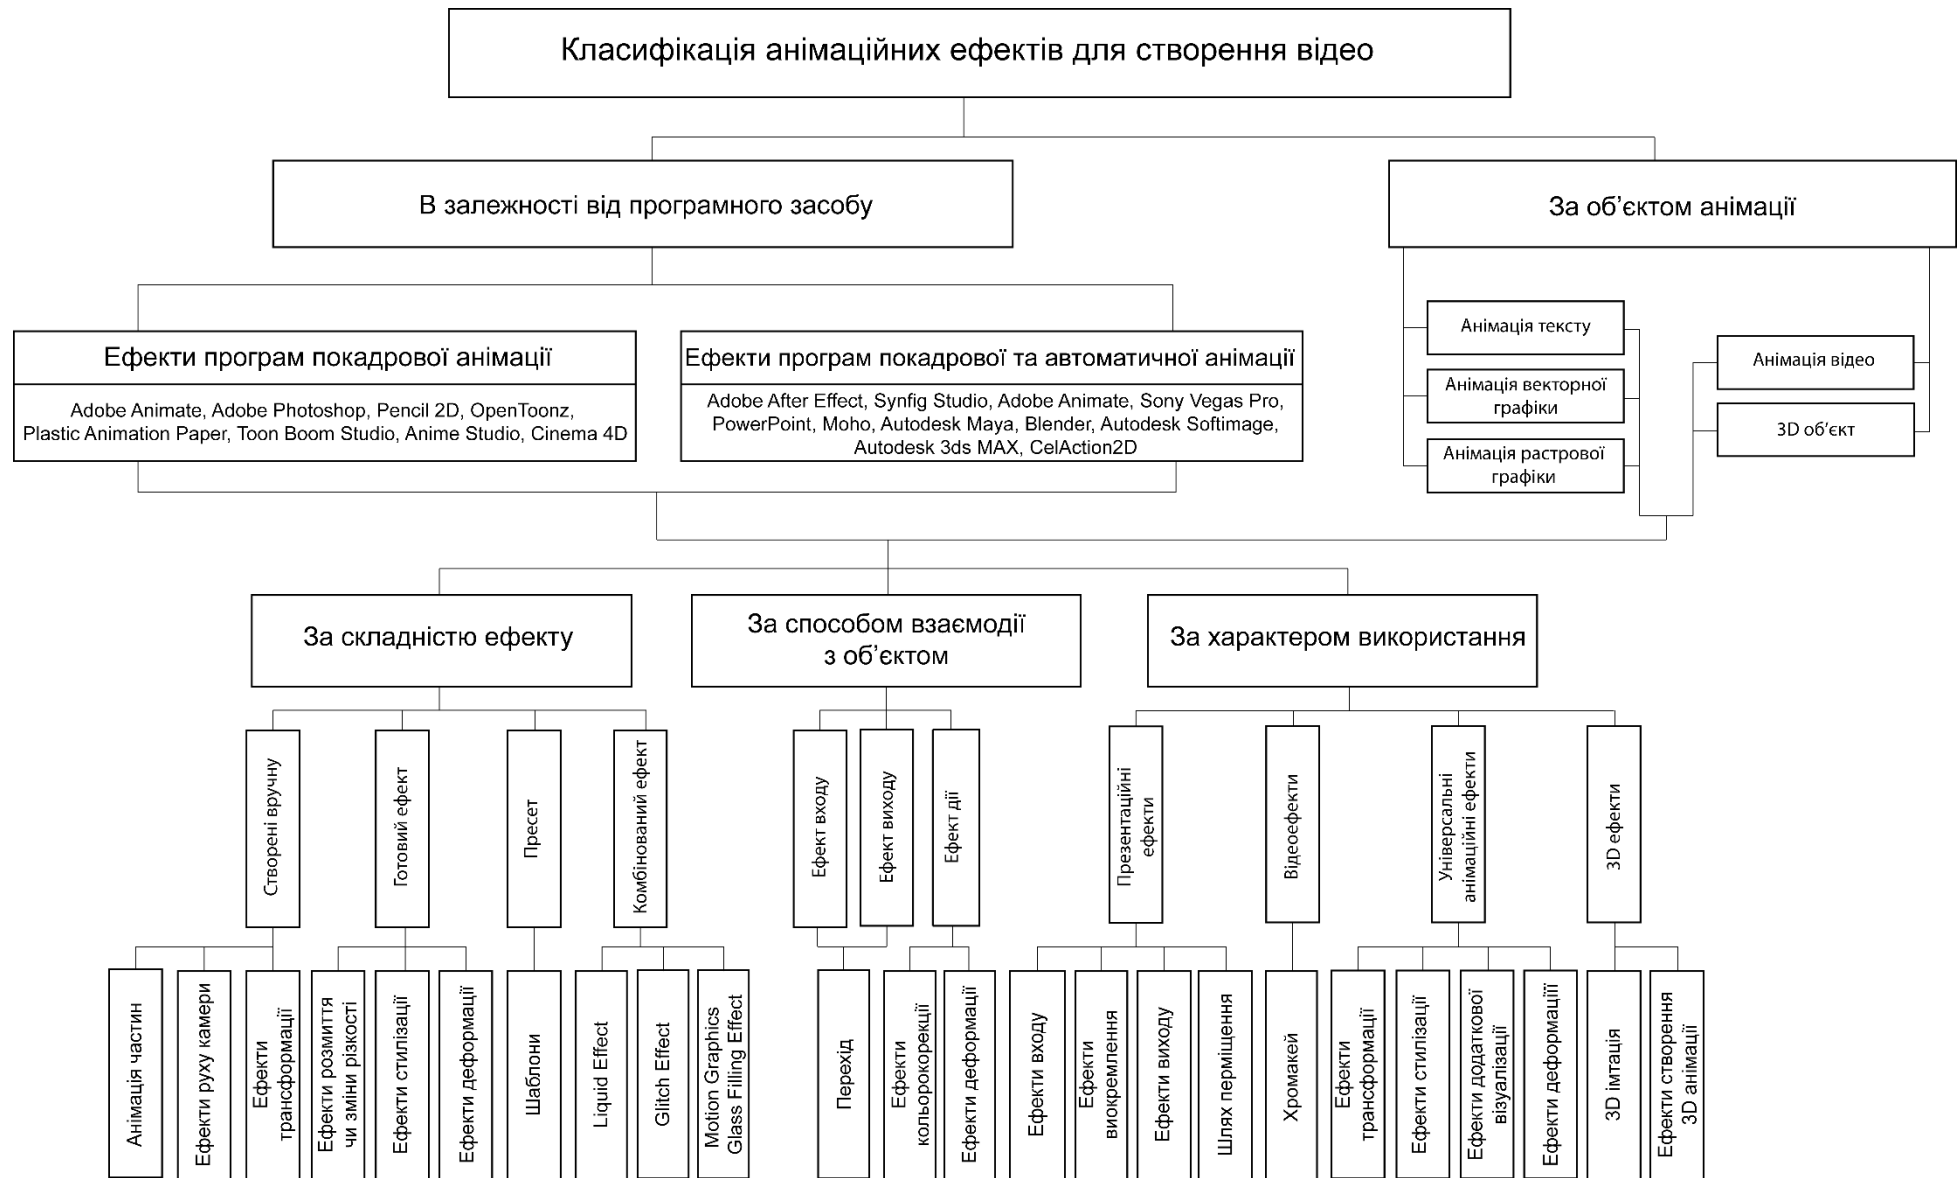 Класифікація анімаційних ефектів для створення відео
В залежності від програмного засобу
За об’єктом анімації
Ефекти програм покадрової анімації
Adobe Animate, Adobe Photoshop, Pencil 2D, OpenToonz,
Plastic Animation Paper, Toon Boom Studio, Anime Studio, Cinema 4D
Ефекти програм покадрової та автоматичної анімації
Adobe After Effect, Synfig Studio, Adobe Animate, Sony Vegas Pro,
PowerPoint, Moho, Autodesk Maya, Blender, Autodesk Softimage,
Autodesk 3ds MAX, CelAction2D
Анімація тексту
Анімація векторної
графіки
Анімація растрової
графіки
Анімація відео
3D об’єкт
За складністю ефекту
За способом взаємодії
з об’єктом
За характером використання
Створені вручну
Готовий ефект
Пресет
Комбінований ефект
Ефект входу
Ефект виходу
Ефект дії
Презентаційні
ефекти
Відеоефекти
Універсальні
анімаційні ефекти
3D ефекти
Анімація частин
Ефекти руху камери
Ефекти
трансформації
Ефекти розмиття
чи зміни різкості
Ефекти стилізації
Ефекти деформації
Шаблони
Liquid Effect
Glitch Effect
Motion Graphics
Glass Filling Effect
Перехід
Ефекти
кольорокорекції
Ефекти деформації
Ефекти входу
Ефекти
виокремлення
Ефекти виходу
Шлях перміщення
Хромакей
Ефекти
трансформації
Ефекти стилізації
Ефекти додаткової
візуалізації
Ефекти деформаціїї
3D імтація
Ефекти створення
3D анімації